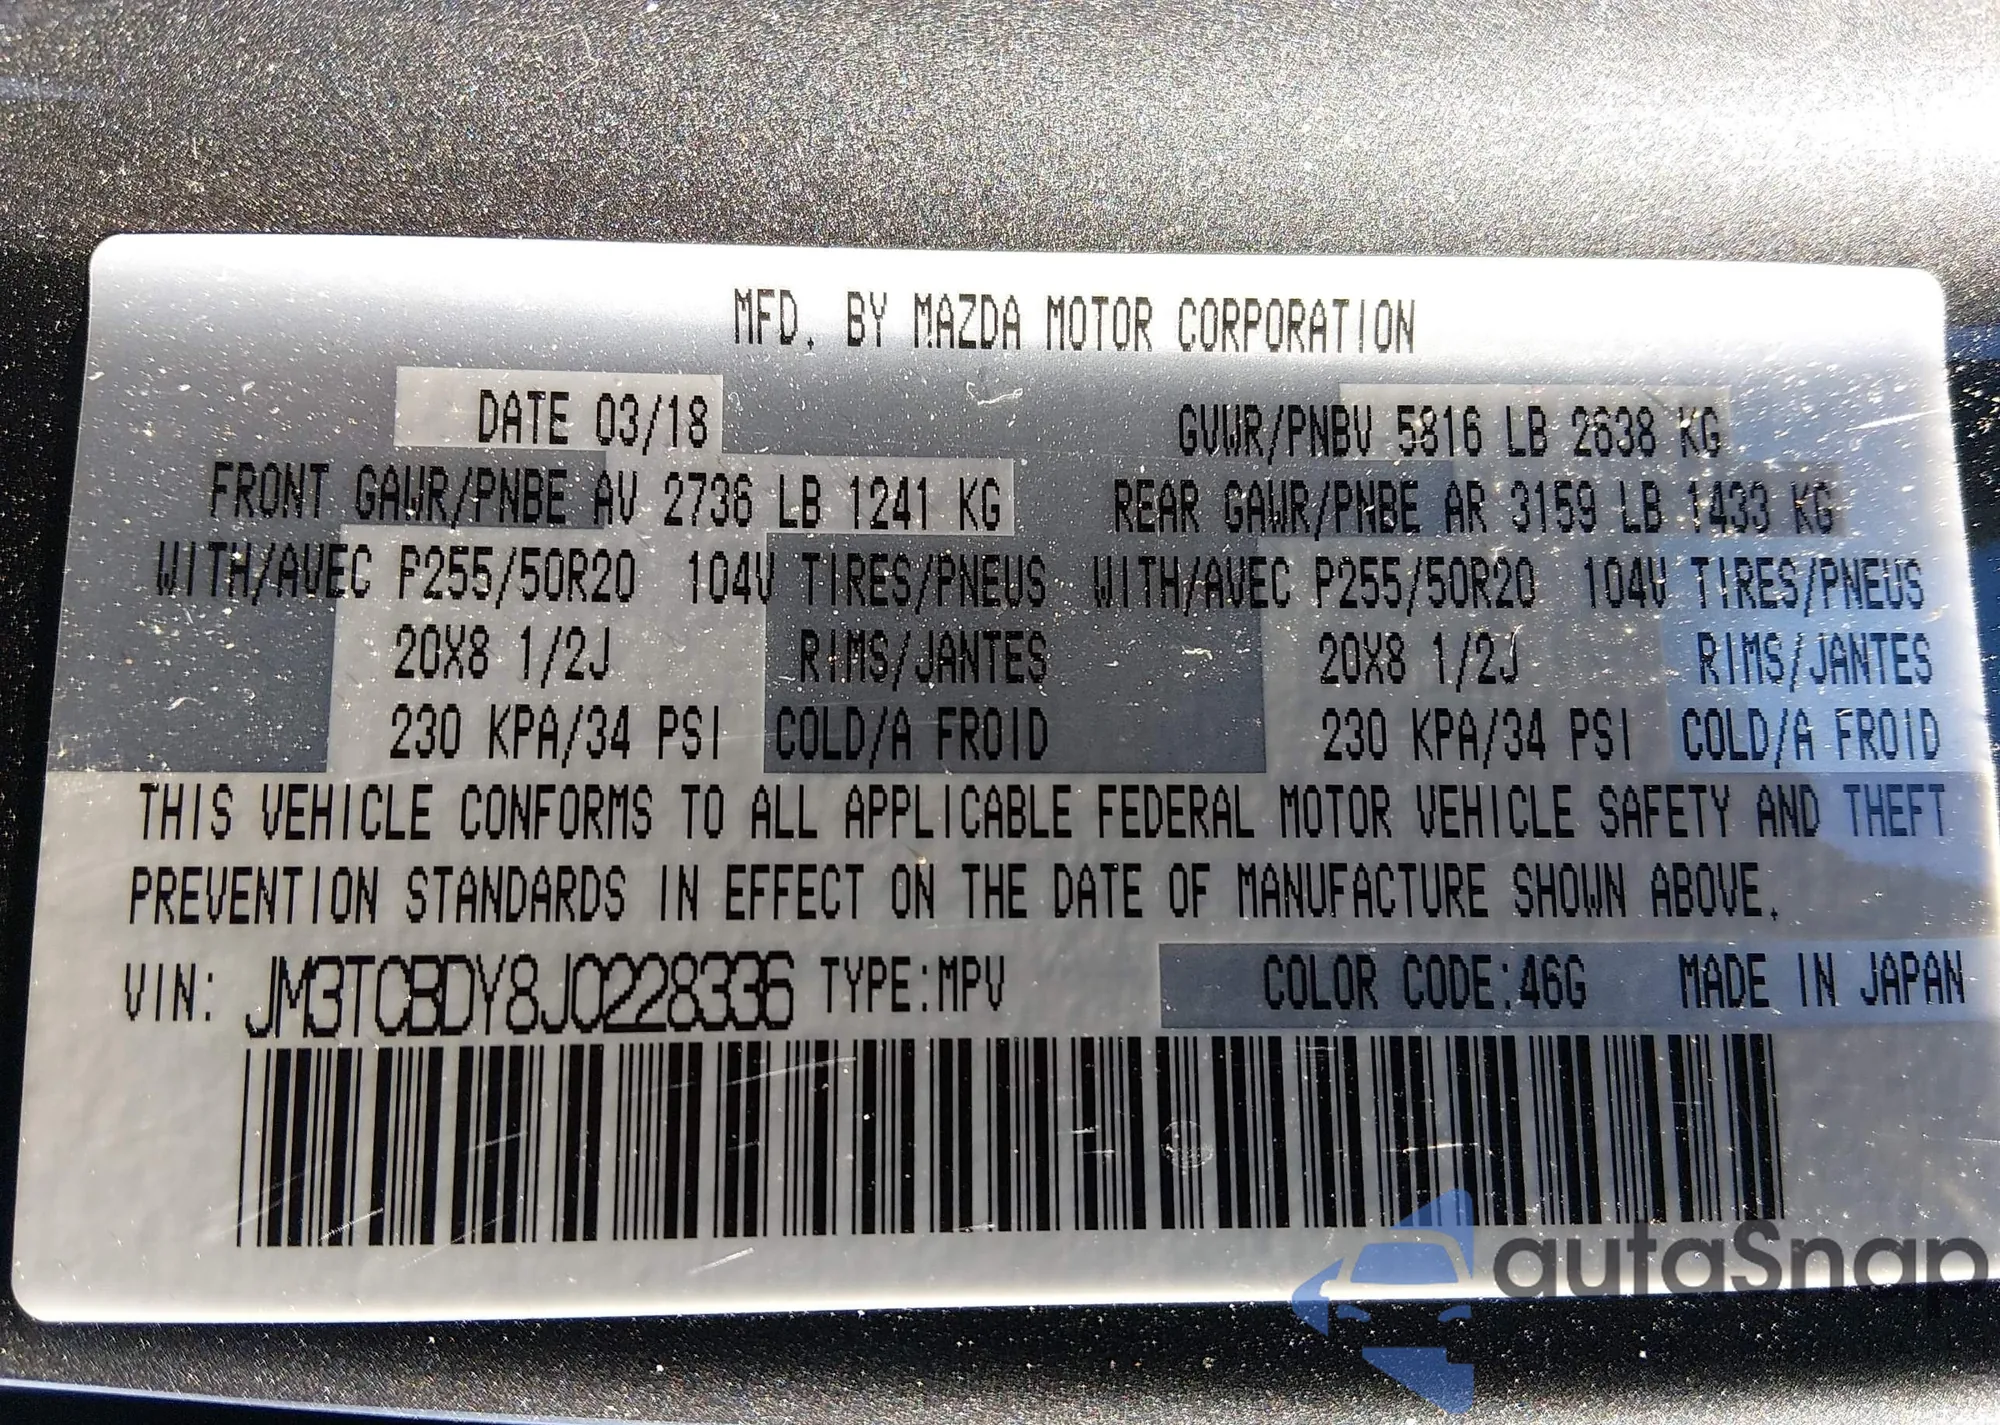 MFD. BY MAZDA MOTOR CORPORATION
DATE 03/18 GVWR/PNBV 5816 LB 2638 KG
FRONT GAWR/PNBE AV 2736 LB 1241 KG REAR GAWR/PNBE AR 3159 LB 1433 KG
WITH/AVEC P255/50R20 104V TIRES/PNEUS WITH/AVEC P255/50R20 104V TIRES/PNEUS
20X8 1/2J RIMS/JANTES 20X8 1/2J RIMS/JANTES
230 KPA/34 PSI COLD/A FROID 230 KPA/34 PSI COLD/A FROID
THIS VEHICLE CONFORMS TO ALL APPLICABLE FEDERAL MOTOR VEHICLE SAFETY AND THEFT
PREVENTION STANDARDS IN EFFECT ON THE DATE OF MANUFACTURE SHOWN ABOVE.
VIN: JM3TCBDY8J0228336 TYPE:MPV COLOR CODE:46G MADE IN JAPAN
autaSnap